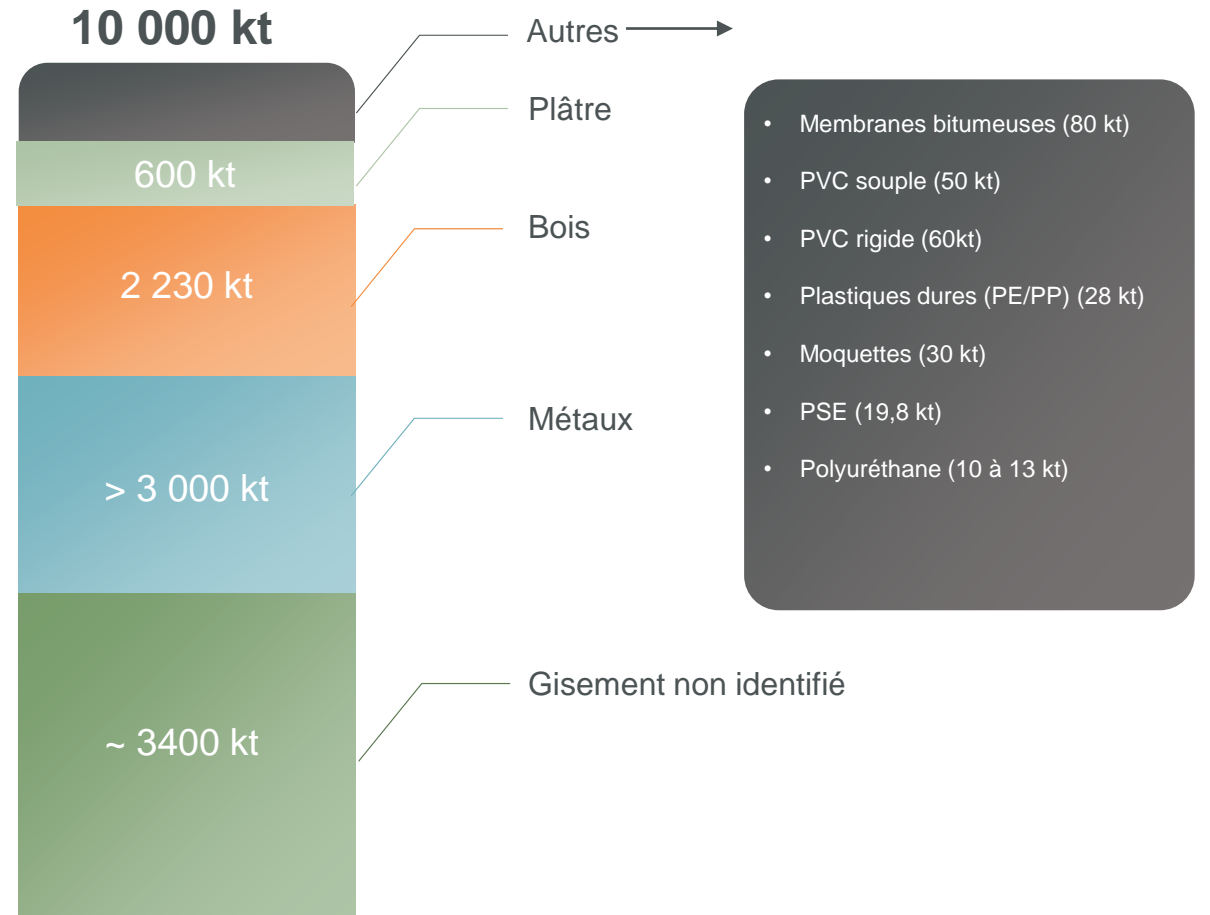 10 000 kt
Autres
Plâtre
600 kt
Bois
2 230 kt
Métaux
> 3 000 kt
Gisement non identifié
~ 3400 kt
• Membranes bitumeuses (80 kt)
• PVC souple (50 kt)
• PVC rigide (60kt)
• Plastiques dures (PE/PP) (28 kt)
• Moquettes (30 kt)
• PSE (19,8 kt)
• Polyuréthane (10 à 13 kt)